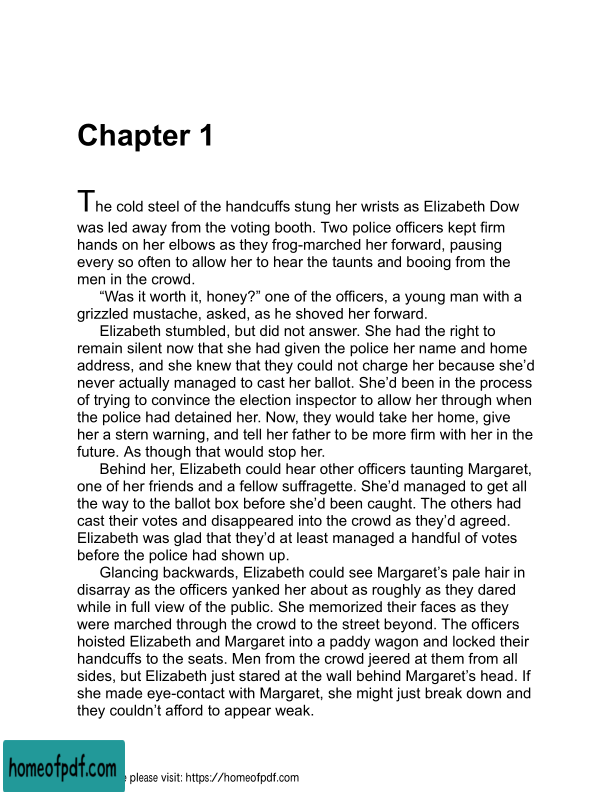 Chapter 1
The cold steel of the handcuffs stung her wrists as Elizabeth Dow
was led away from the voting booth. Two police officers kept firm
hands on her elbows as they frog-marched her forward, pausing
every so often to allow her to hear the taunts and booing from the
men in the crowd.
“Was it worth it, honey?” one of the officers, a young man with a
grizzled mustache, asked, as he shoved her forward.
Elizabeth stumbled, but did not answer. She had the right to
remain silent now that she had given the police her name and home
address, and she knew that they could not charge her because she’d
never actually managed to cast her ballot. She’d been in the process
of trying to convince the election inspector to allow her through when
the police had detained her. Now, they would take her home, give
her a stern warning, and tell her father to be more firm with her in the
future. As though that would stop her.
Behind her, Elizabeth could hear other officers taunting Margaret,
one of her friends and a fellow suffragette. She’d managed to get all
the way to the ballot box before she’d been caught. The others had
cast their votes and disappeared into the crowd as they’d agreed.
Elizabeth was glad that they’d at least managed a handful of votes
before the police had shown up.
Glancing backwards, Elizabeth could see Margaret’s pale hair in
disarray as the officers yanked her about as roughly as they dared
while in full view of the public. She memorized their faces as they
were marched through the crowd to the street beyond. The officers
hoisted Elizabeth and Margaret into a paddy wagon and locked their
handcuffs to the seats. Men from the crowd jeered at them from all
sides, but Elizabeth just stared at the wall behind Margaret’s head. If
she made eye-contact with Margaret, she might just break down and
they couldn’t afford to appear weak.
homeofpdf.com
please visit: https://homeofpdf.com